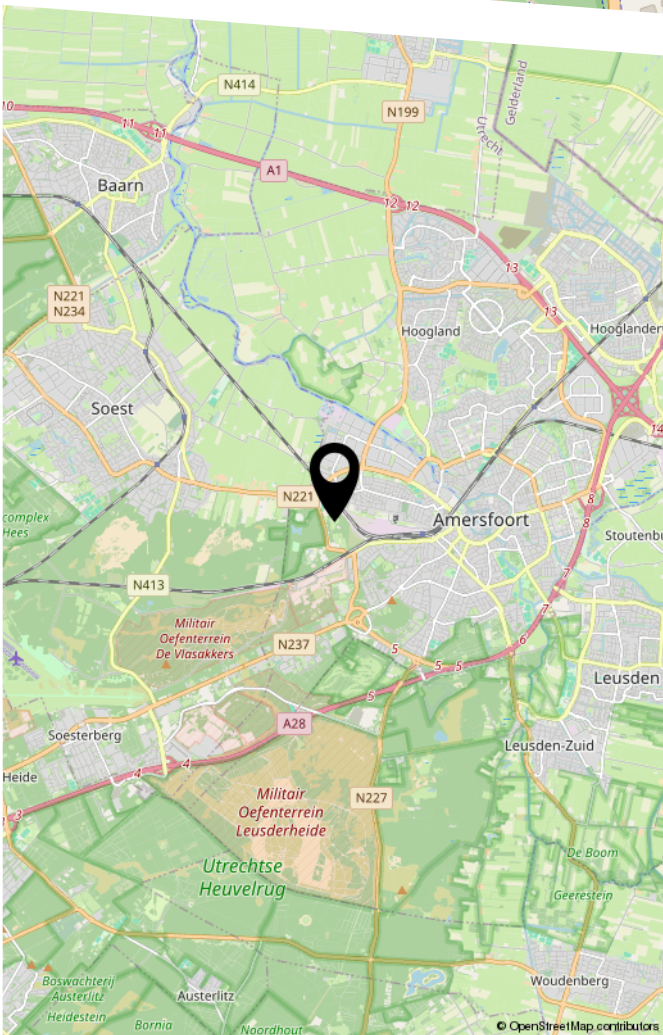 N414
Gelderland
N199
Utrecht
10
11
11
Baarn
A1
12
12
13
N221
N234
13
Hoogland
Hooglander
Soest
14
N221
8
complex
Hees
Amersfoort
8
Stoutenbu
7
N413
Militair
Oefenterrein
De Vlasakkers
7
N237
6
5
5
5
Leusden
5
A28
Soesterberg
Leusden-Zuid
4
4
Heide
Militair
Oefenterrein
Leusderheide
N227
3
De Boom
Utrechtse
Heuvelrug
Geerestein
Boswachterij
Austerlitz
Heidestein
Austerlitz
Woudenberg
Bornia
Noordhout
© OpenStreetMap contributors